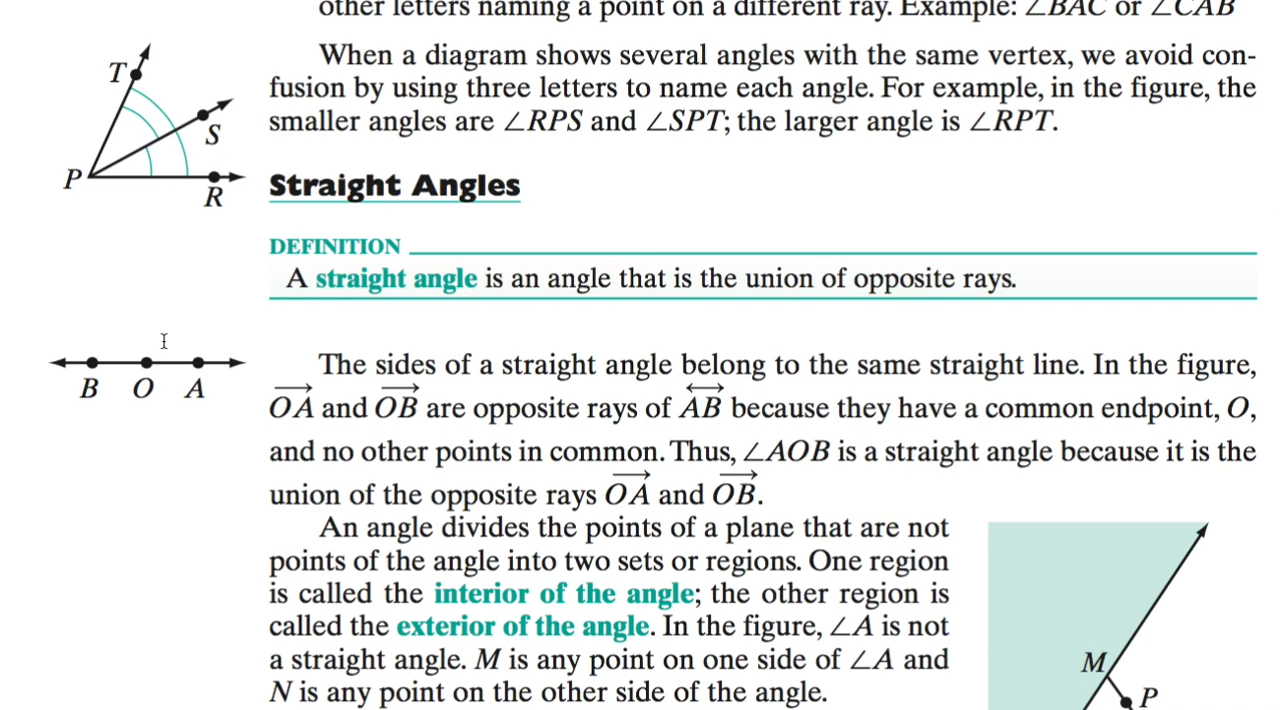 other letters naming a point on a different ray. Example: ∠BAC or ∠CAB
When a diagram shows several angles with the same vertex, we avoid con-
fusion by using three letters to name each angle. For example, in the figure, the
smaller angles are ∠RPS and ∠SPT; the larger angle is ∠RPT.
T
S
P
R
Straight Angles
DEFINITION
A straight angle is an angle that is the union of opposite rays.
B O A
The sides of a straight angle belong to the same straight line. In the figure,
OA and OB are opposite rays of AB because they have a common endpoint, O,
and no other points in common. Thus, ∠AOB is a straight angle because it is the
union of the opposite rays OA and OB.
An angle divides the points of a plane that are not
points of the angle into two sets or regions. One region
is called the interior of the angle; the other region is
called the exterior of the angle. In the figure, ∠A is not
a straight angle. M is any point on one side of ∠A and
N is any point on the other side of the angle.
M
P